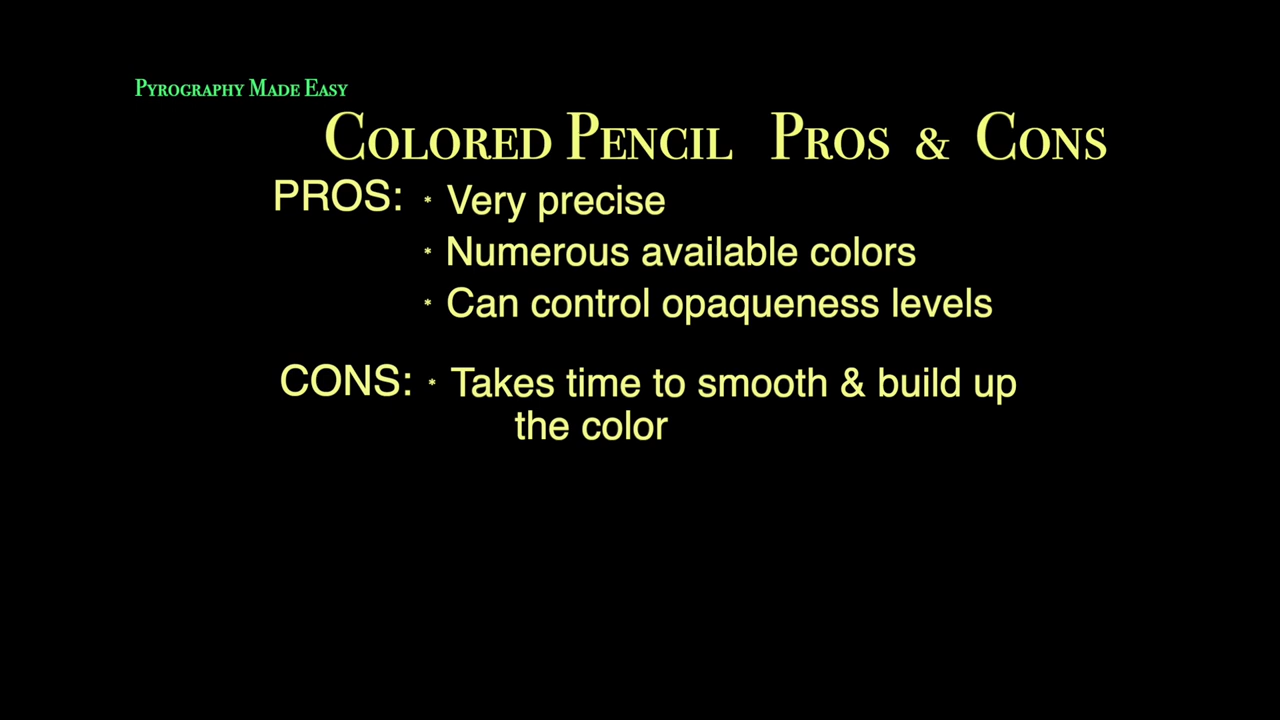 Pyrography Made Easy
Colored Pencil Pros & Cons
PROS: * Very precise
* Numerous available colors
* Can control opaqueness levels
CONS: * Takes time to smooth & build up
the color